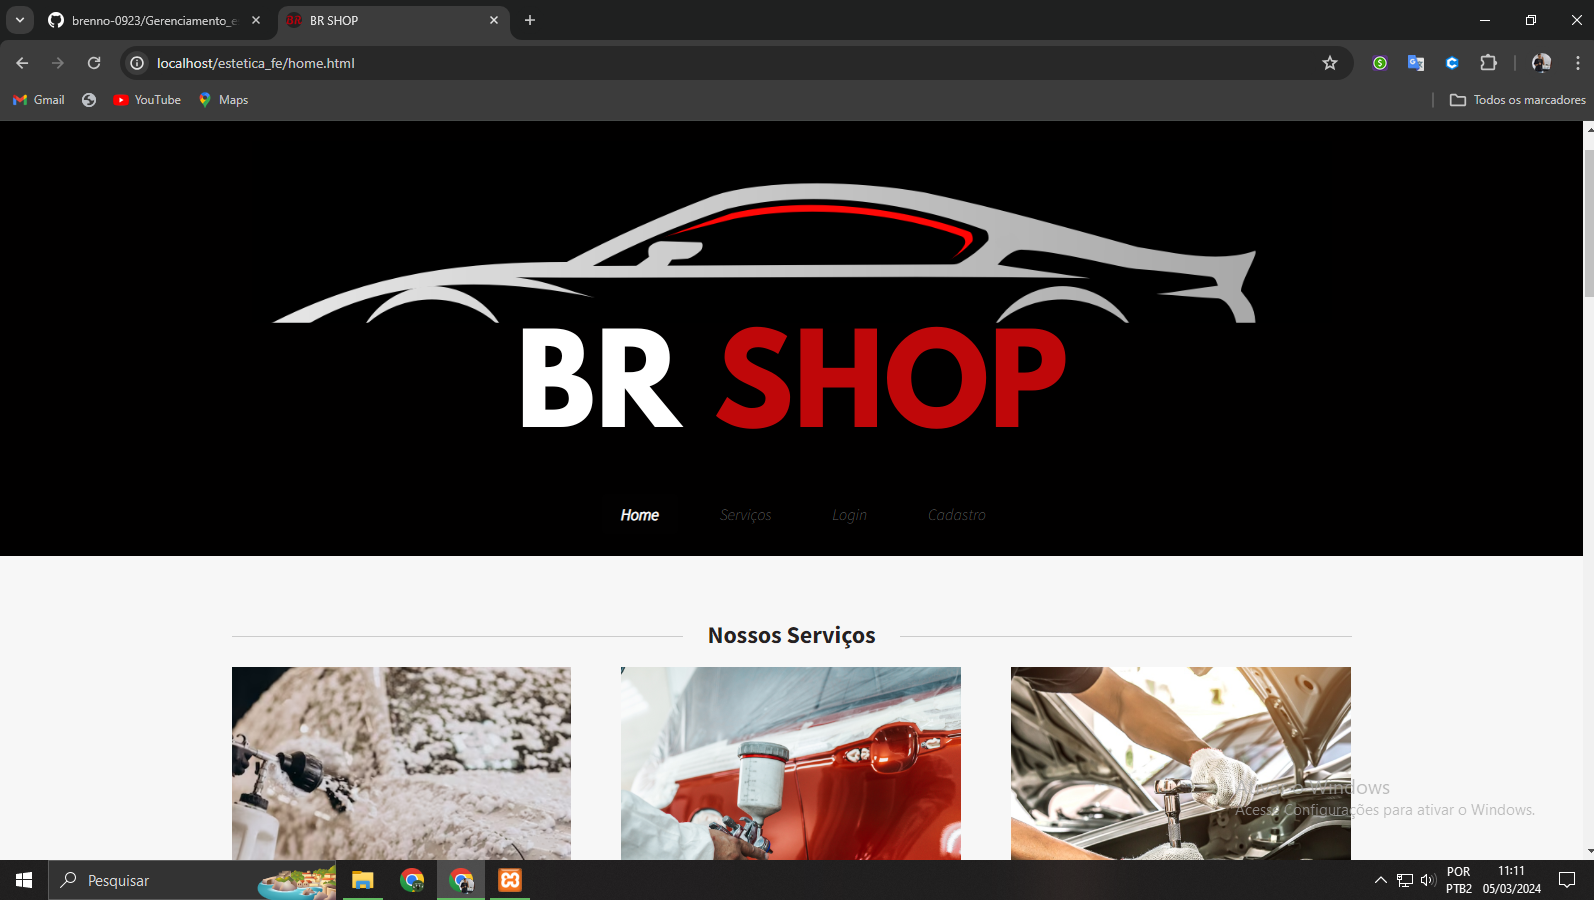 brenno-0923/Gerenciamento_e
BR BR SHOP
localhost/estetica_fe/home.html
Gmail YouTube Maps Todos os marcadores
BR SHOP
Home Serviços Login Cadastro
Nossos Serviços
Windows
Acesse Configurações para ativar o Windows.
Pesquisar
POR 11:11
PTB2 05/03/2024